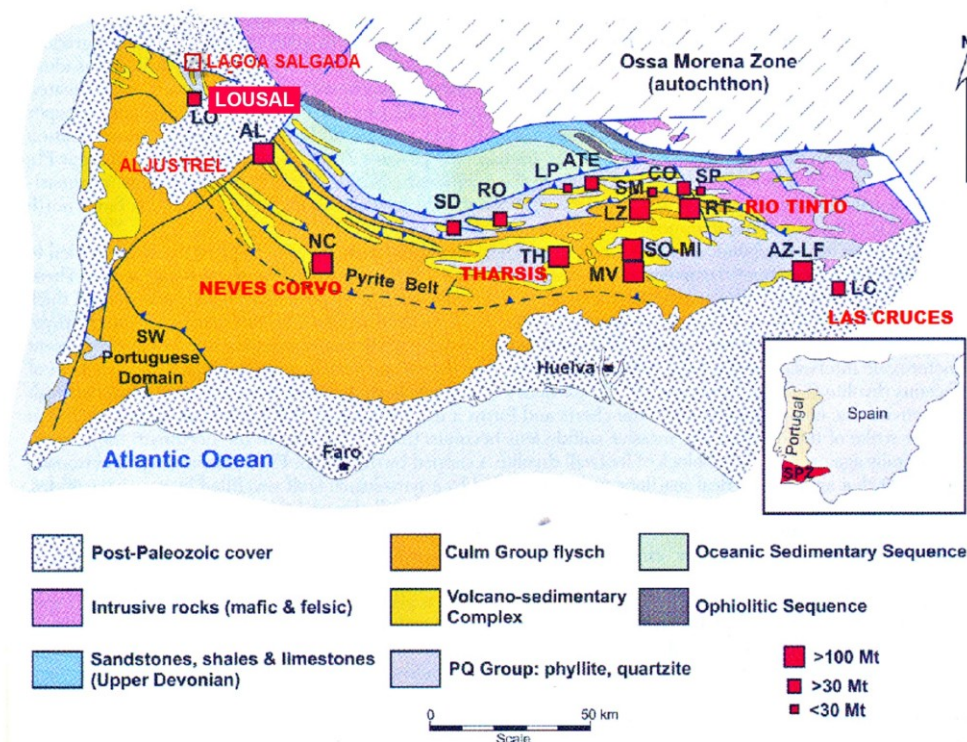 N
LAGOA SALGADA
Ossa Morena Zone
(autochthon)
LOUSAL
LO
AL
ALJUSTREL
ATE
LP
CO
SP
SM
RO
SD
LZ
RT
RIO TINTO
NC
TH
SO-MI
AZ-LF
THARSIS
MV
LC
Pyrite Belt
NEVES CORVO
LAS CRUCES
SW
Portuguese
Domain
Huelva
Faro
Atlantic Ocean
Portugal
Spain
SPZ
Post-Paleozoic cover
Culm Group flysch
Oceanic Sedimentary Sequence
Intrusive rocks (mafic & felsic)
Volcano-sedimentary
Complex
Ophiolitic Sequence
Sandstones, shales & limestones
(Upper Devonian)
PQ Group: phyllite, quartzite
>100 Mt
>30 Mt
<30 Mt
0
50 km
Scale